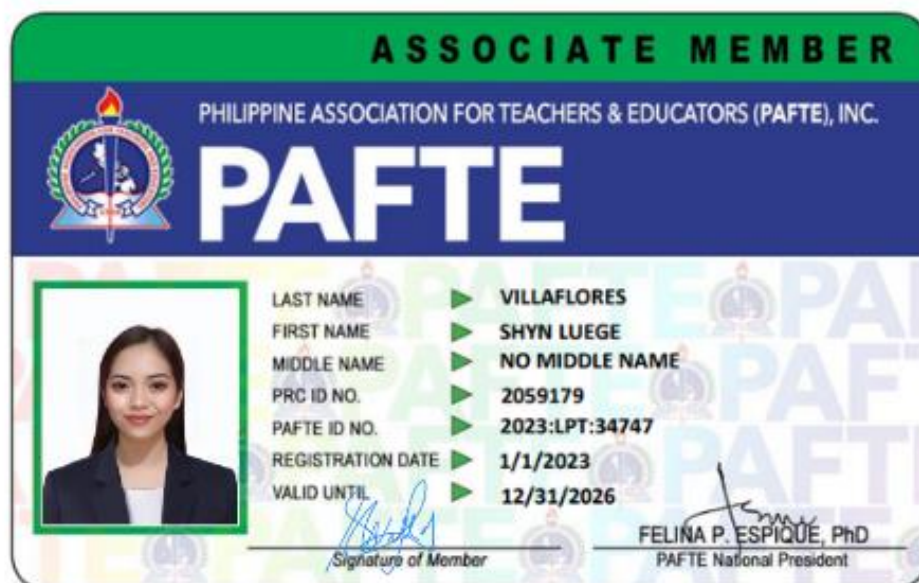 ASSOCIATE MEMBER
PHILIPPINE ASSOCIATION FOR TEACHERS & EDUCATORS (PAFTE), INC.
PAFTE
LAST NAME VILLAFLORES
FIRST NAME SHYN LUEGE
MIDDLE NAME NO MIDDLE NAME
PRC ID NO. 2059179
PAFTE ID NO. 2023:LPT:34747
REGISTRATION DATE 1/1/2023
VALID UNTIL 12/31/2026
Signature of Member
FELINA P. ESPIQUE, PhD
PAFTE National President